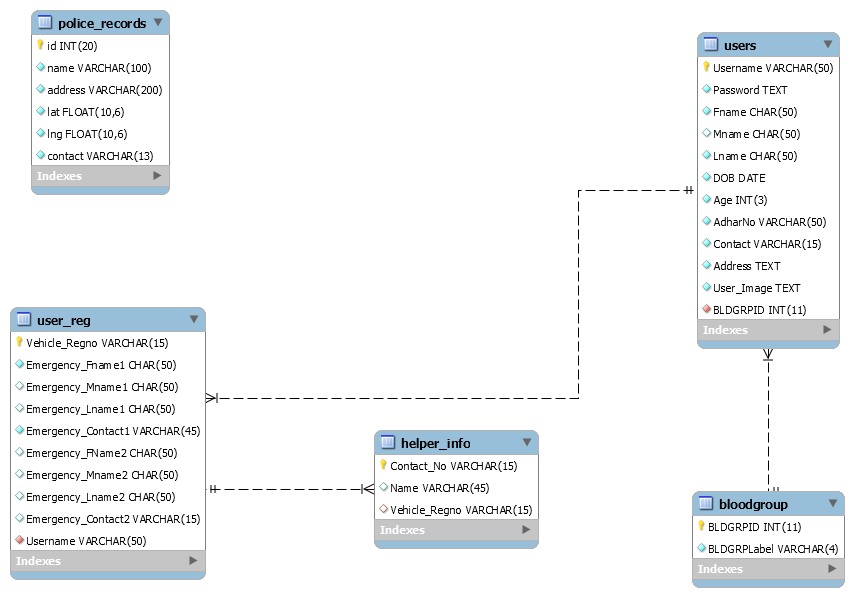 police_records
id INT(20)
name VARCHAR(100)
address VARCHAR(200)
lat FLOAT(10,6)
lng FLOAT(10,6)
contact VARCHAR(13)
Indexes
users
Username VARCHAR(50)
Password TEXT
Fname CHAR(50)
Mname CHAR(50)
Lname CHAR(50)
DOB DATE
Age INT(3)
AdharNo VARCHAR(50)
Contact VARCHAR(15)
Address TEXT
User_Image TEXT
BLDGRPID INT(11)
Indexes
user_reg
Vehicle_Regno VARCHAR(15)
Emergency_Fname1 CHAR(50)
Emergency_Mname1 CHAR(50)
Emergency_Lname1 CHAR(50)
Emergency_Contact1 VARCHAR(45)
Emergency_FName2 CHAR(50)
Emergency_Mname2 CHAR(50)
Emergency_Lname2 CHAR(50)
Emergency_Contact2 VARCHAR(15)
Username VARCHAR(50)
Indexes
helper_info
Contact_No VARCHAR(15)
Name VARCHAR(45)
Vehicle_Regno VARCHAR(15)
Indexes
bloodgroup
BLDGRPID INT(11)
BLDGRPLabel VARCHAR(4)
Indexes